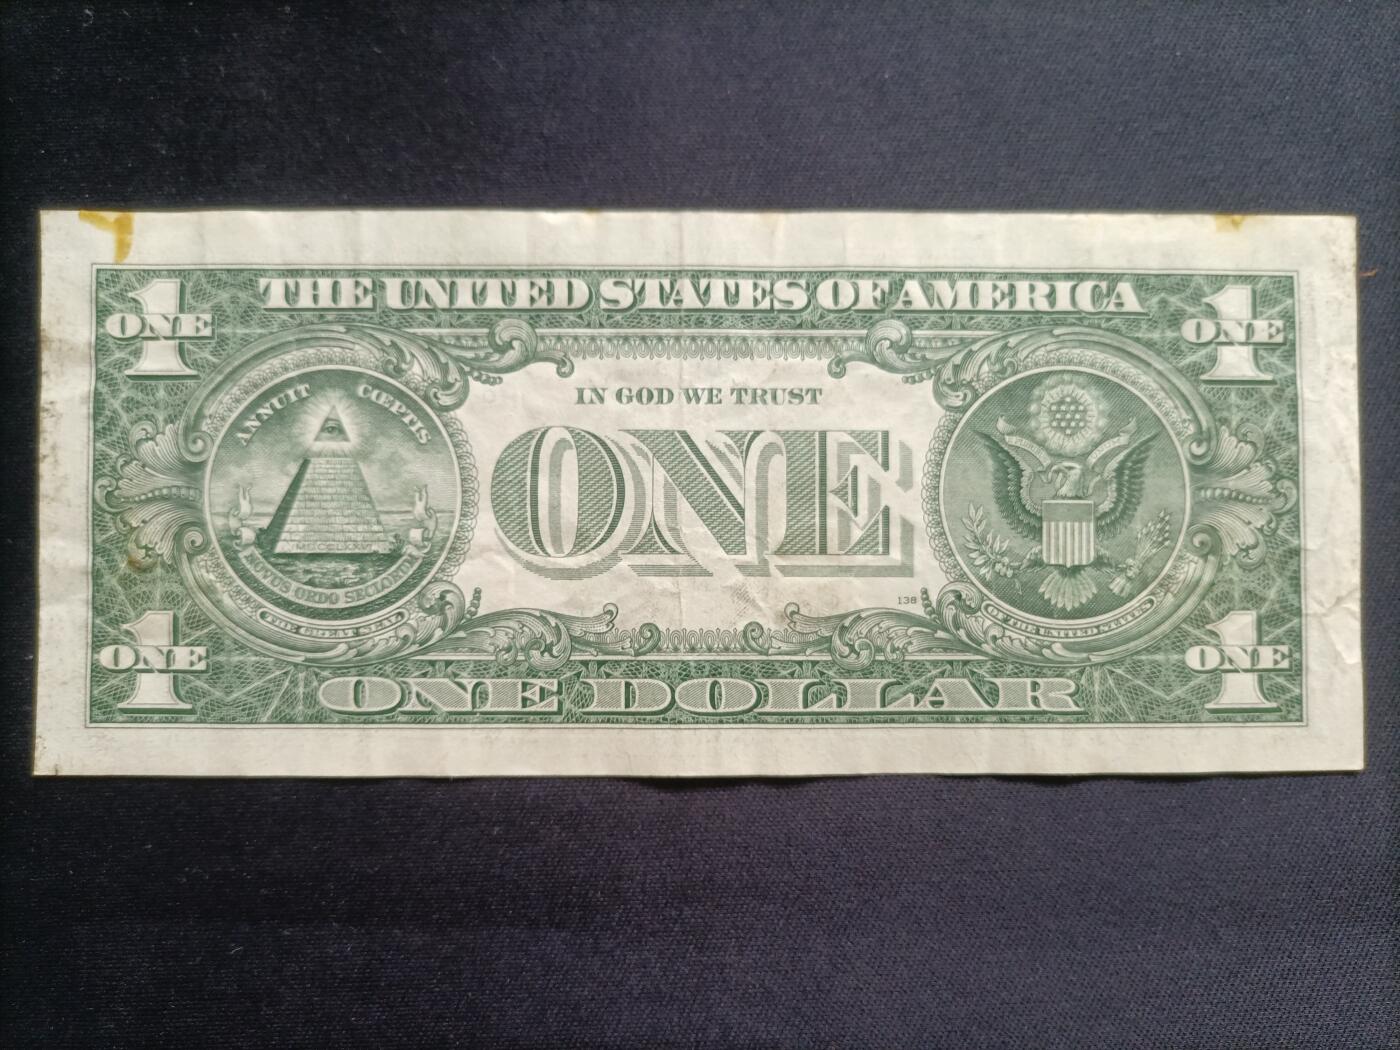 THE UNITED STATES OF AMERICA
1
ONE
1
ONE
ANNUIT CŒPTIS
IN GOD WE TRUST
ONE
NOVUS ORDO SECLORUM
138
THE GREAT SEAL
OF THE UNITED STATES
1
ONE
1
ONE
ONE DOLLAR